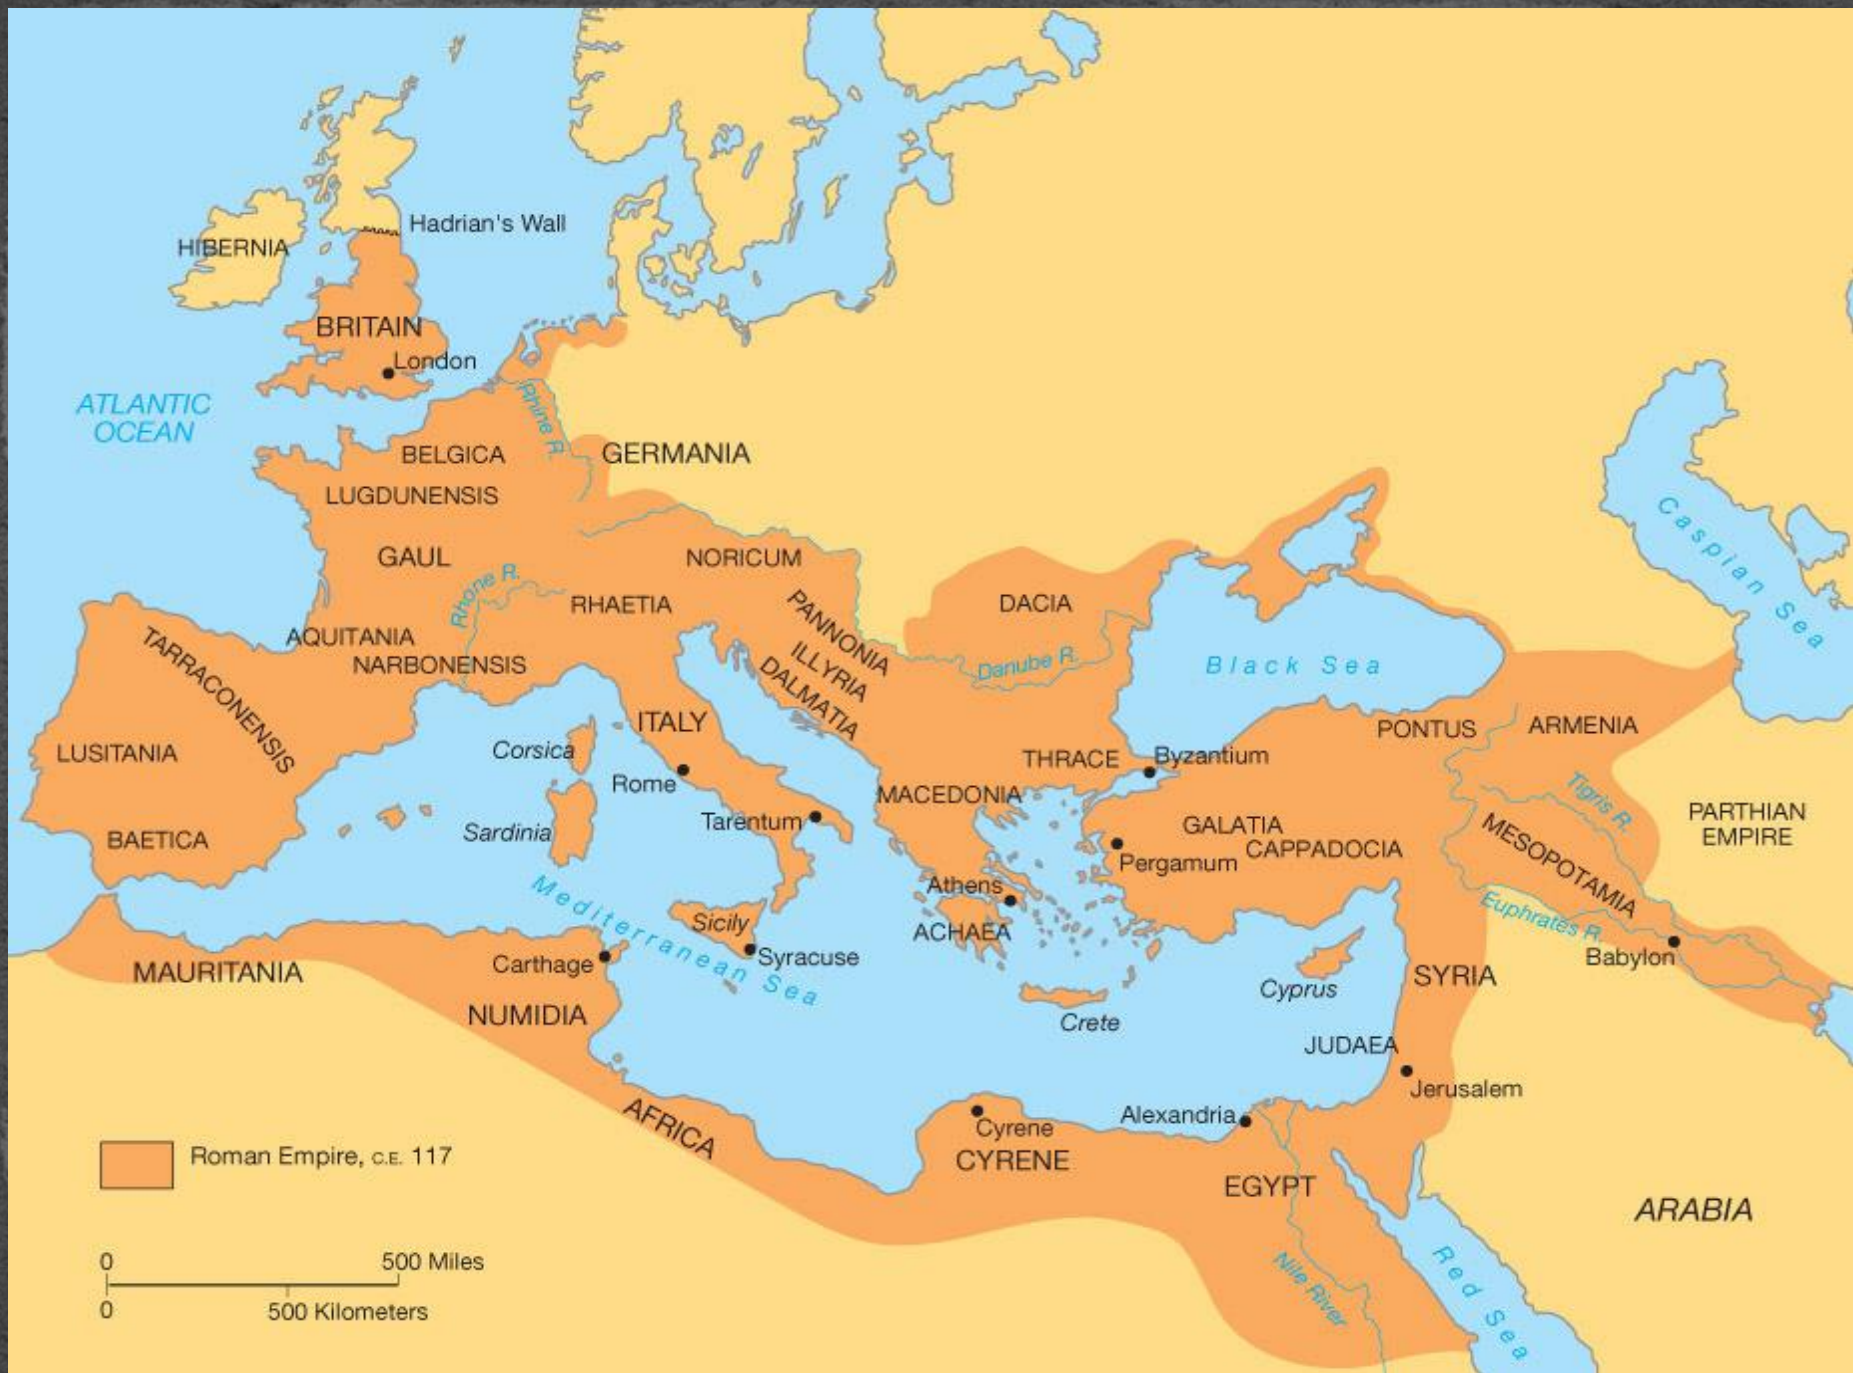 HIBERNIA
Hadrian's Wall
BRITAIN
London
ATLANTIC
OCEAN
Rhine R.
BELGICA
GERMANIA
LUGDUNENSIS
GAUL
NORICUM
Rhone R.
RHAETIA
PANNONIA
ILLYRIA
DALMATIA
DACIA
Danube R.
Black Sea
Caspian Sea
AQUITANIA
NARBONENSIS
TARRACONENSIS
LUSITANIA
BAETICA
Corsica
ITALY
Rome
Sardinia
Tarentum
THRACE
Byzantium
MACEDONIA
PONTUS
ARMENIA
Tigris R.
PARTHIAN
EMPIRE
GALATIA
CAPPADOCIA
Pergamum
MESOPOTAMIA
Athens
ACHAEA
Euphrates R.
Babylon
Mediterranean Sea
Sicily
Syracuse
Carthage
MAURITANIA
NUMIDIA
Crete
Cyprus
SYRIA
JUDAEA
Jerusalem
AFRICA
Cyrene
CYRENE
Alexandria
EGYPT
Nile River
Red Sea
ARABIA
Roman Empire, C.E. 117
0 500 Miles
0 500 Kilometers